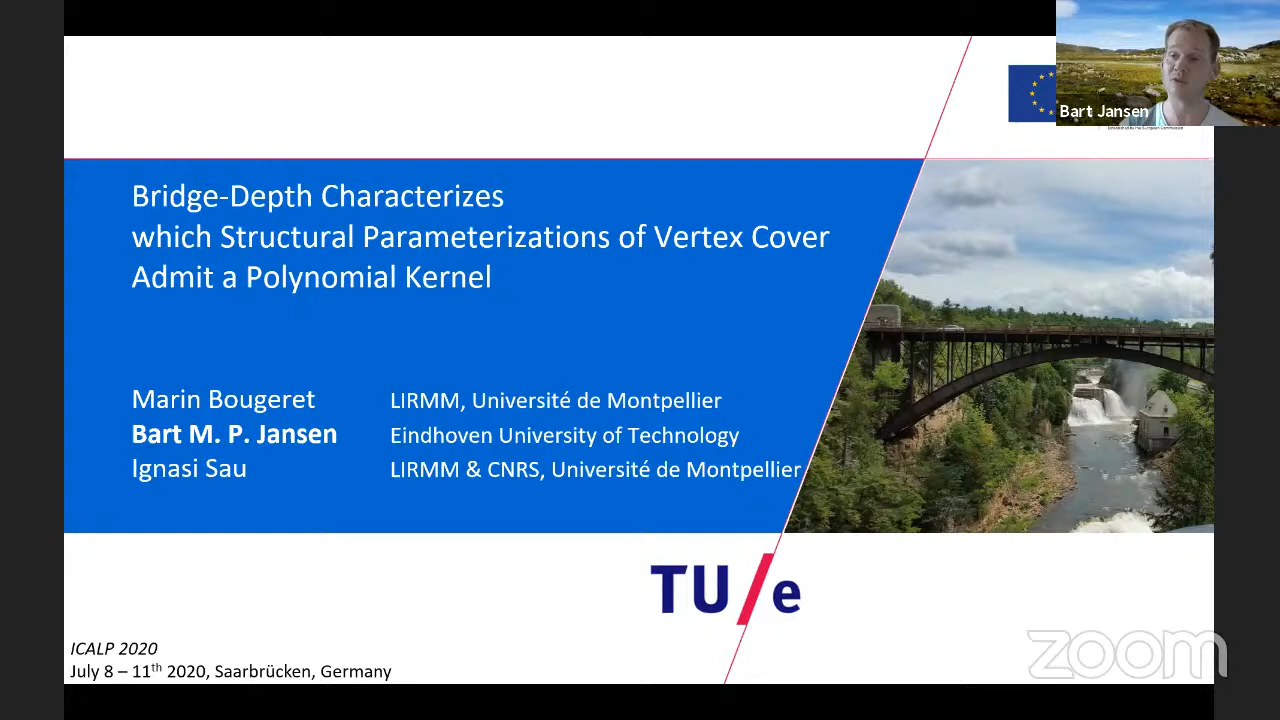 Bart Jansen
Bridge-Depth Characterizes
which Structural Parameterizations of Vertex Cover
Admit a Polynomial Kernel
Marin Bougeret LIRMM, Université de Montpellier
Bart M. P. Jansen Eindhoven University of Technology
Ignasi Sau LIRMM & CNRS, Université de Montpellier
TU/e
ICALP 2020
July 8 – 11th 2020, Saarbrücken, Germany
zoom